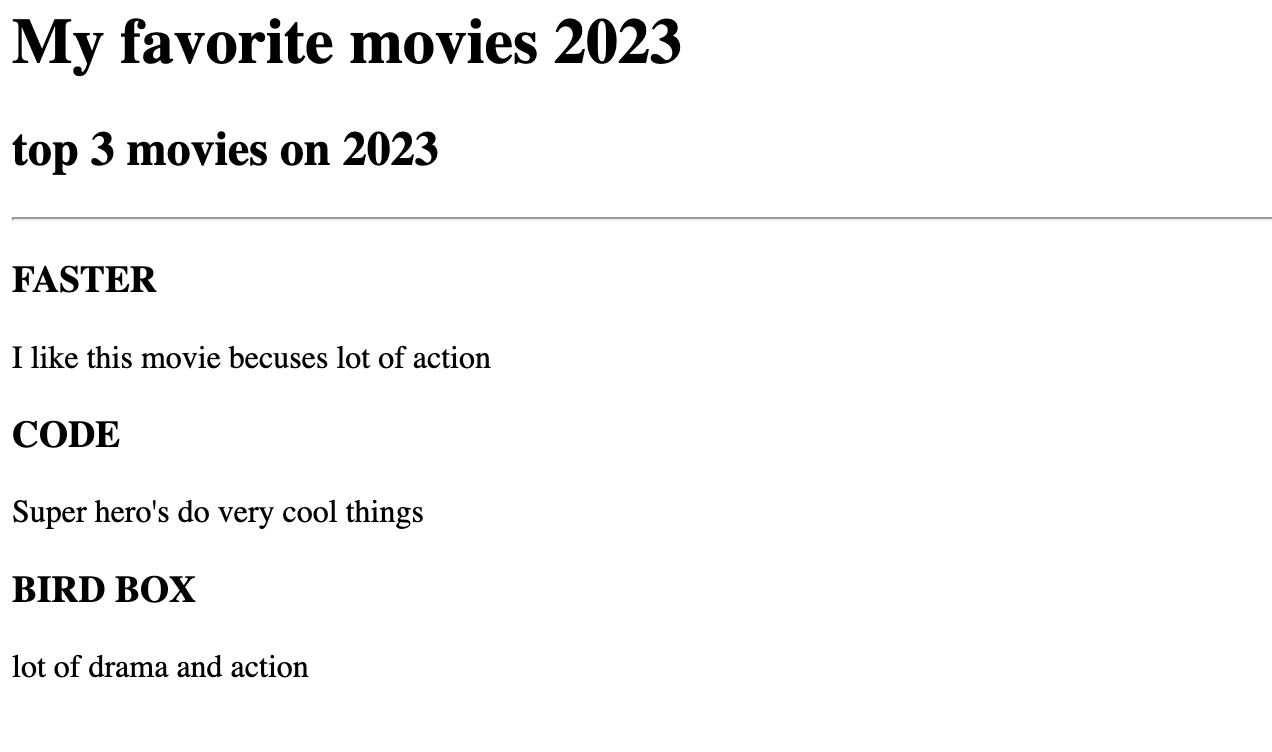 My favorite movies 2023
top 3 movies on 2023
FASTER
I like this movie becuses lot of action
CODE
Super hero's do very cool things
BIRD BOX
lot of drama and action